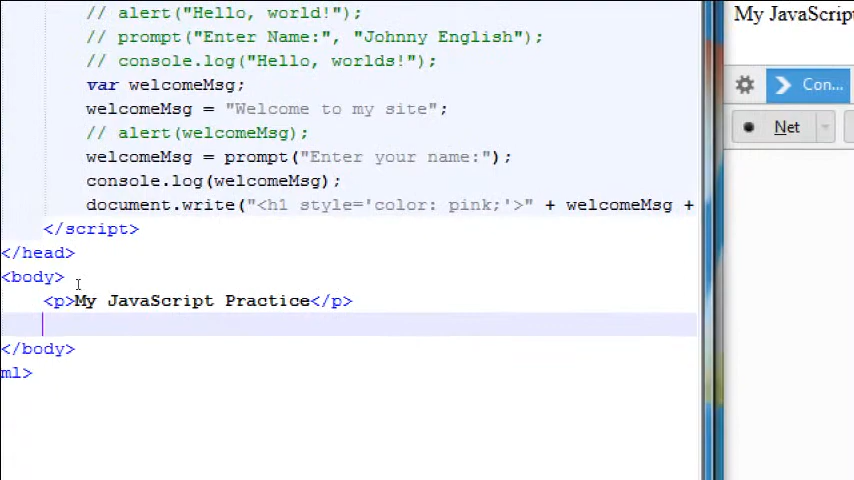 // alert("Hello, world!");
// prompt("Enter Name:", "Johnny English");
// console.log("Hello, worlds!");
var welcomeMsg;
welcomeMsg = "Welcome to my site";
// alert(welcomeMsg);
welcomeMsg = prompt("Enter your name:");
console.log(welcomeMsg);
document.write("<h1 style='color: pink;'>" + welcomeMsg +
</script>
</head>
<body>
<p>My JavaScript Practice</p>
</body>
ml>
My JavaScrip
Con...
Net